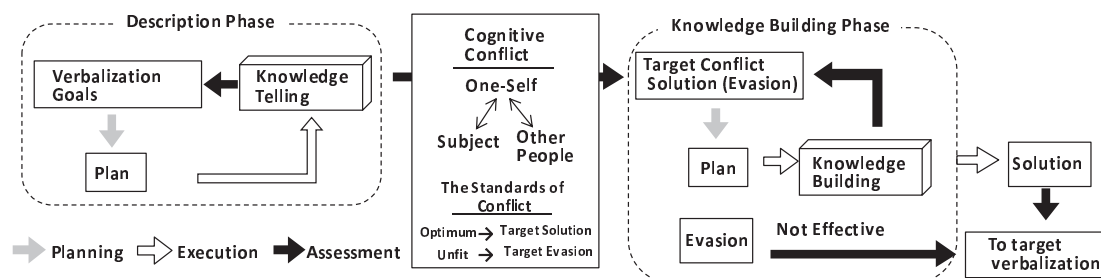 Description Phase
Verbalization
Goals
Knowledge
Telling
Plan
Planning
Execution
Assessment
Cognitive
Conflict
One-Self
Subject
Other
People
The Standards of
Conflict
Optimum
Target Solution
Unfit
Target Evasion
Knowledge Building Phase
Target Conflict
Solution (Evasion)
Plan
Knowledge
Building
Solution
Evasion
Not Effective
To target
verbalization